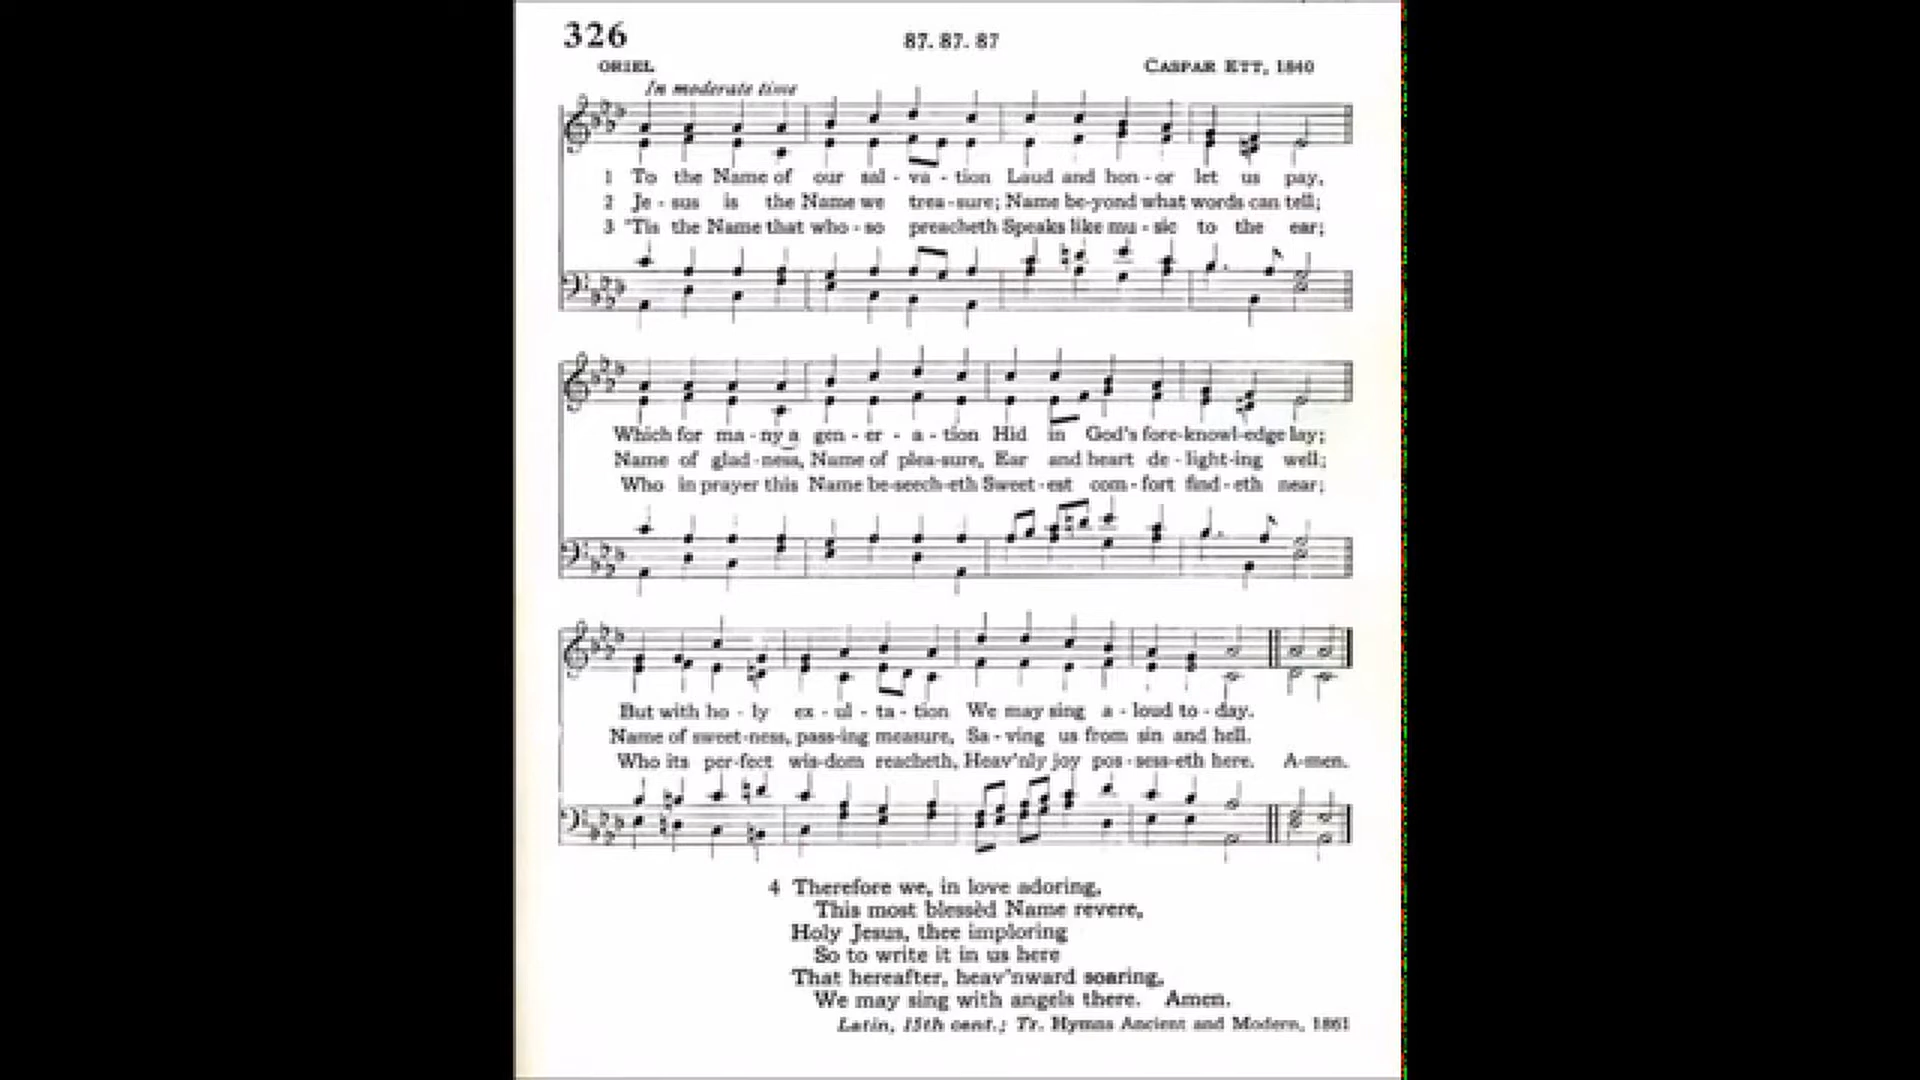 326
87. 87. 87
ORIEL
CASPAR ETT, 1840
In moderate time
1 To the Name of our sal - va - tion Laud and hon - or let us pay,
2 Je - sus is the Name we trea - sure; Name be-yond what words can tell;
3 'Tis the Name that who - so preacheth Speaks like mu - sic to the ear;
Which for ma - ny a gen - er - a - tion Hid in God's fore-knowl-edge lay;
Name of glad - ness, Name of plea-sure, Ear and heart de - light-ing well;
Who in prayer this Name be-seech-eth Sweet-est com - fort find - eth near;
But with ho - ly ex - ul - ta - tion We may sing a - loud to - day.
Name of sweet-ness, pass-ing measure, Sa - ving us from sin and hell.
Who its per-fect wis-dom reacheth, Heav'nly joy pos - sess-eth here. A-men.
4 Therefore we, in love adoring,
This most blessèd Name revere,
Holy Jesus, thee imploring
So to write it in us here
That hereafter, heav'nward soaring,
We may sing with angels there. Amen.
Latin, 15th cent.; Tr. Hymns Ancient and Modern, 1861